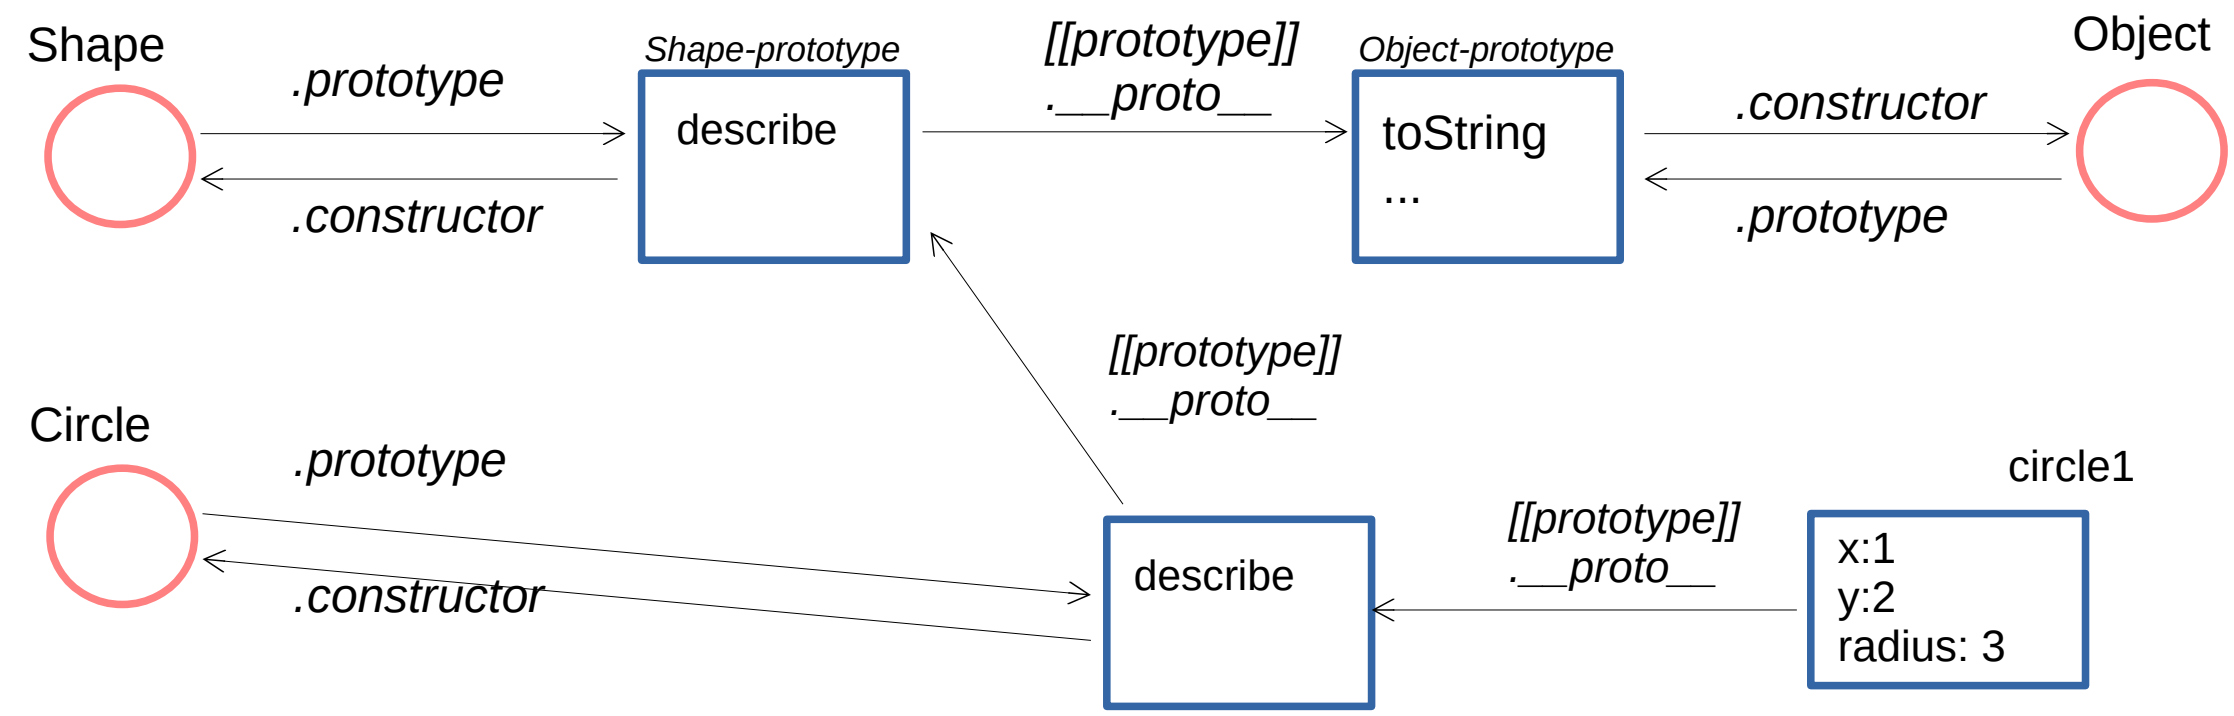 Shape
.prototype
.constructor
Shape-prototype
describe
[[prototype]]
.__proto__
Object-prototype
toString
...
.constructor
.prototype
Object
[[prototype]]
.__proto__
Circle
.prototype
.constructor
describe
[[prototype]]
.__proto__
circle1
x:1
y:2
radius: 3